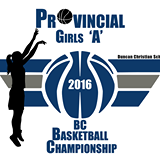 PROVINCIAL
GIRLS 'A'
Duncan Christian Sch
2016
BC
BASKETBALL
CHAMPIONSHIP